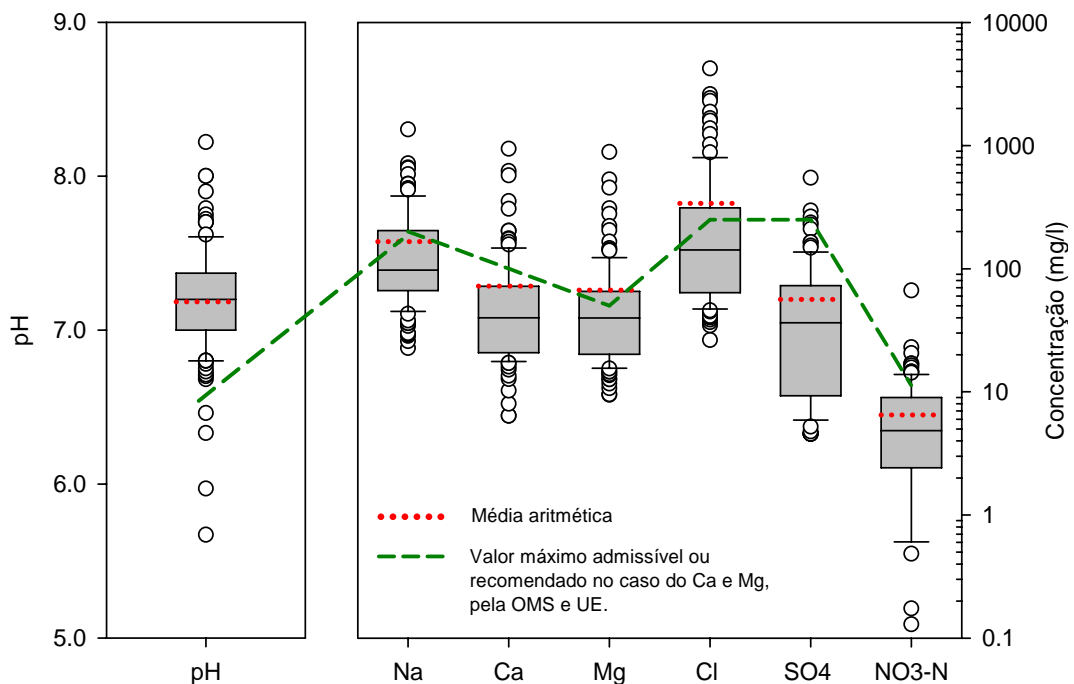 9.0
8.0
7.0
6.0
5.0
pH
10000
1000
100
10
1
0.1
Concentração (mg/l)
Média aritmética
Valor máximo admissível ou
recomendado no caso do Ca e Mg,
pela OMS e UE.
pH Na Ca Mg Cl SO4 NO3-N